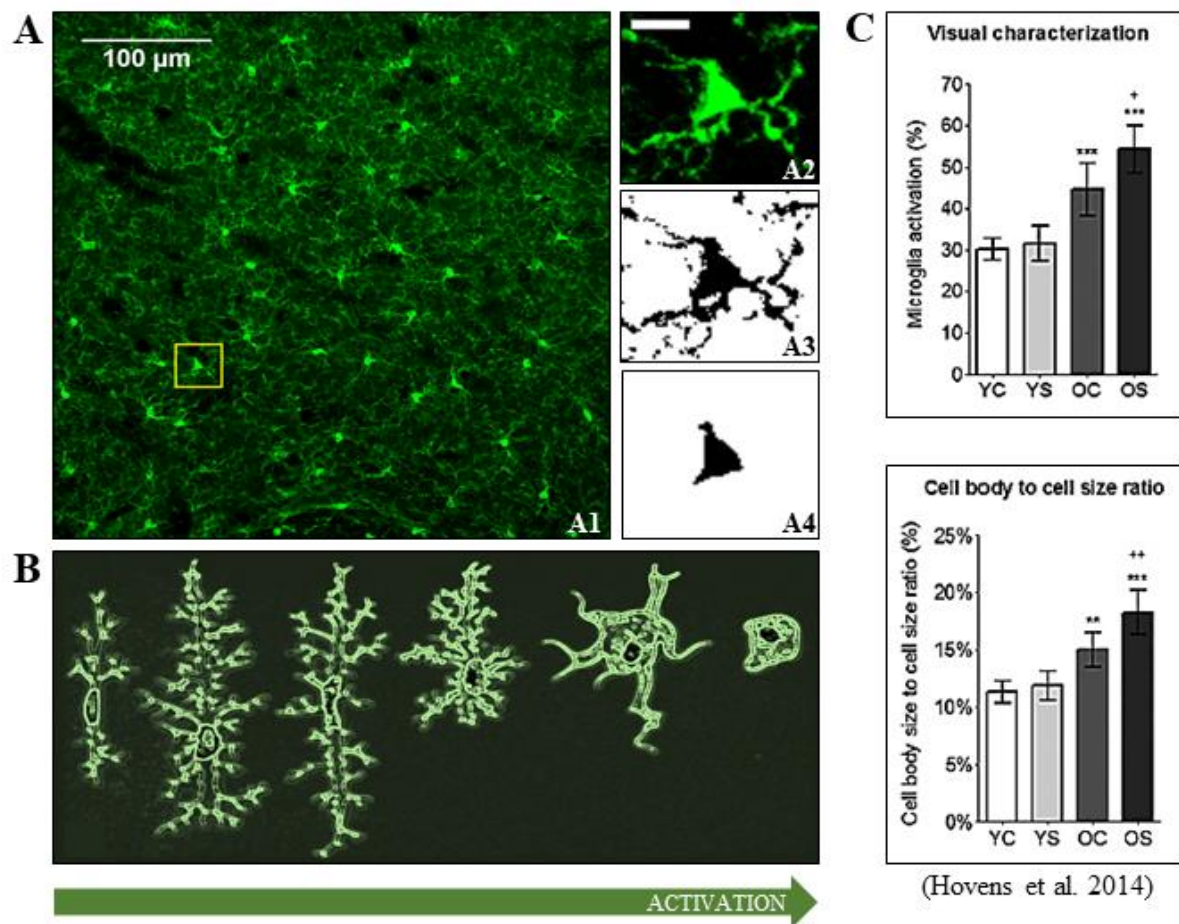 A
100 µm
A1
A2
A3
A4
B
ACTIVATION
C
Visual characterization
Microglia activation (%)
70
60
50
40
30
20
10
0
***
+
***
YC YS OC OS
Cell body to cell size ratio
Cell body size to cell size ratio (%)
25%
20%
15%
10%
5%
0%
**
++
***
YC YS OC OS
(Hovens et al. 2014)